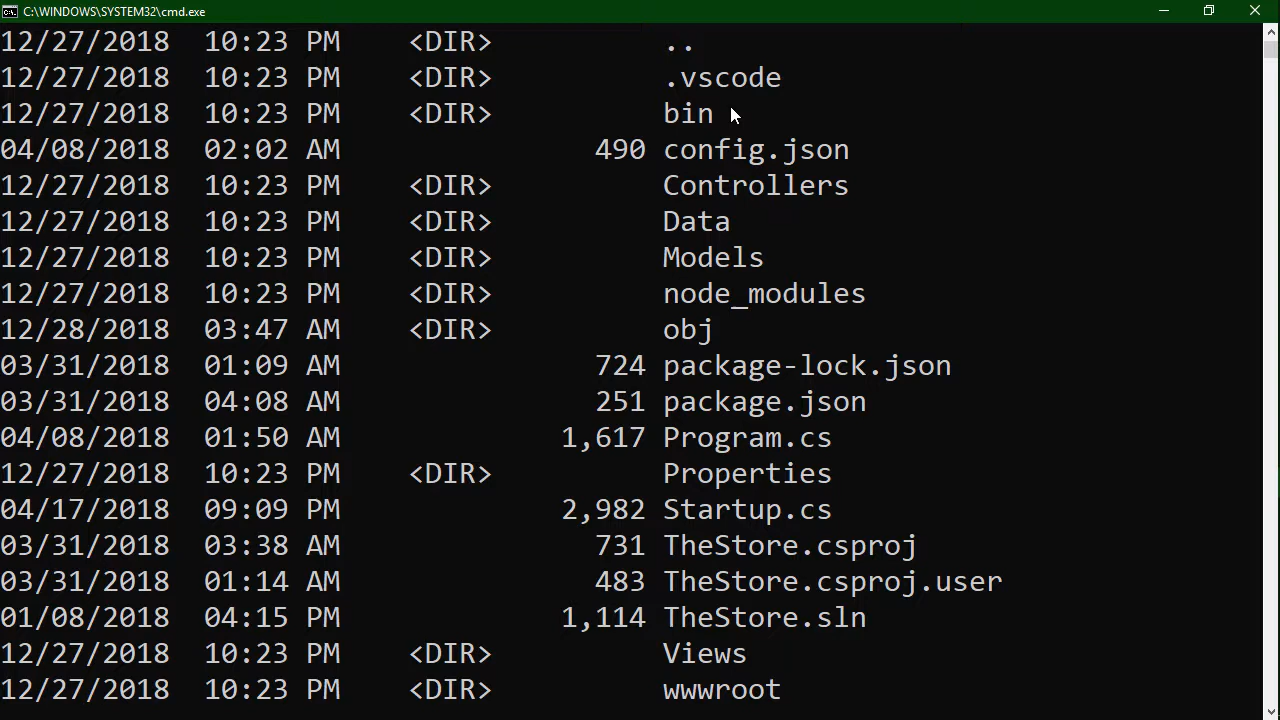 C:\WINDOWS\SYSTEM32\cmd.exe
12/27/2018  10:23 PM    <DIR>          ..
12/27/2018  10:23 PM    <DIR>          .vscode
12/27/2018  10:23 PM    <DIR>          bin
04/08/2018  02:02 AM               490 config.json
12/27/2018  10:23 PM    <DIR>          Controllers
12/27/2018  10:23 PM    <DIR>          Data
12/27/2018  10:23 PM    <DIR>          Models
12/27/2018  10:23 PM    <DIR>          node_modules
12/28/2018  03:47 AM    <DIR>          obj
03/31/2018  01:09 AM               724 package-lock.json
03/31/2018  04:08 AM               251 package.json
04/08/2018  01:50 AM             1,617 Program.cs
12/27/2018  10:23 PM    <DIR>          Properties
04/17/2018  09:09 PM             2,982 Startup.cs
03/31/2018  03:38 AM               731 TheStore.csproj
03/31/2018  01:14 AM               483 TheStore.csproj.user
01/08/2018  04:15 PM             1,114 TheStore.sln
12/27/2018  10:23 PM    <DIR>          Views
12/27/2018  10:23 PM    <DIR>          wwwroot